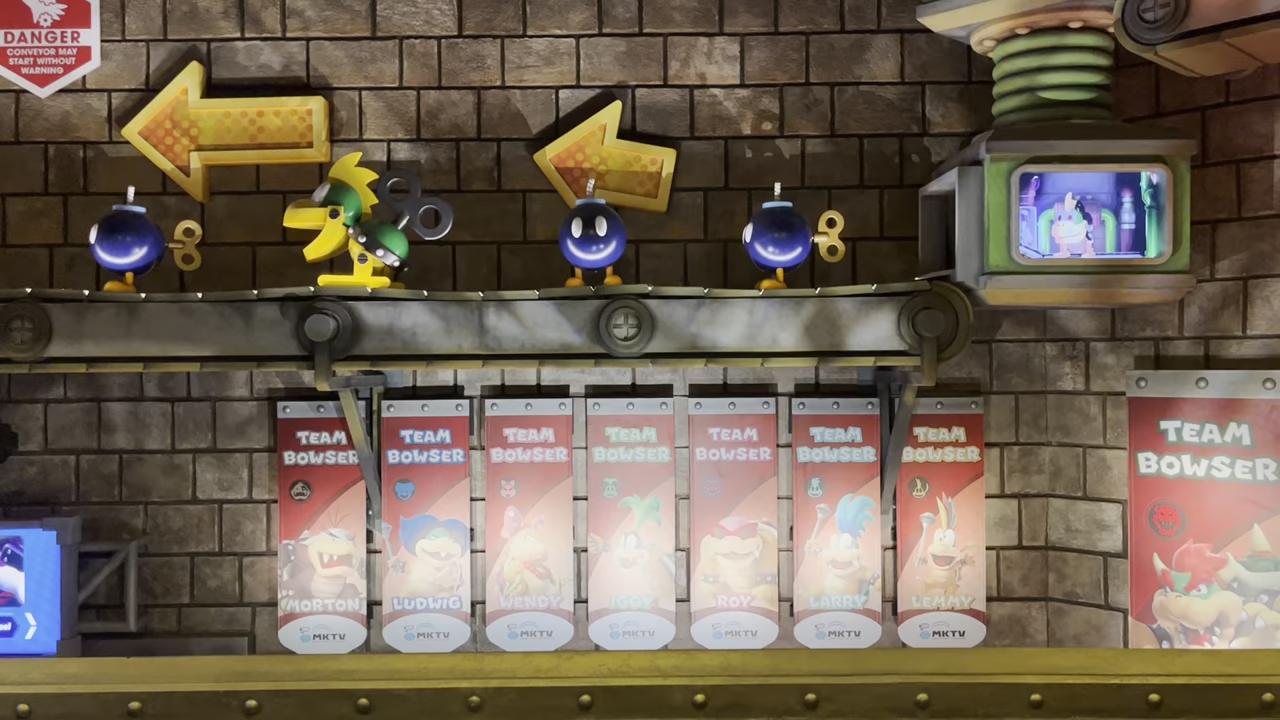 DANGER
CONVEYOR MAY
START WITHOUT
WARNING
TEAM
BOWSER
MORTON
MKTV
TEAM
BOWSER
LUDWIG
MKTV
TEAM
BOWSER
WENDY
MKTV
TEAM
BOWSER
IGGY
MKTV
TEAM
BOWSER
ROY
MKTV
TEAM
BOWSER
LARRY
MKTV
TEAM
BOWSER
LEMMY
MKTV
TEAM
BOWSER